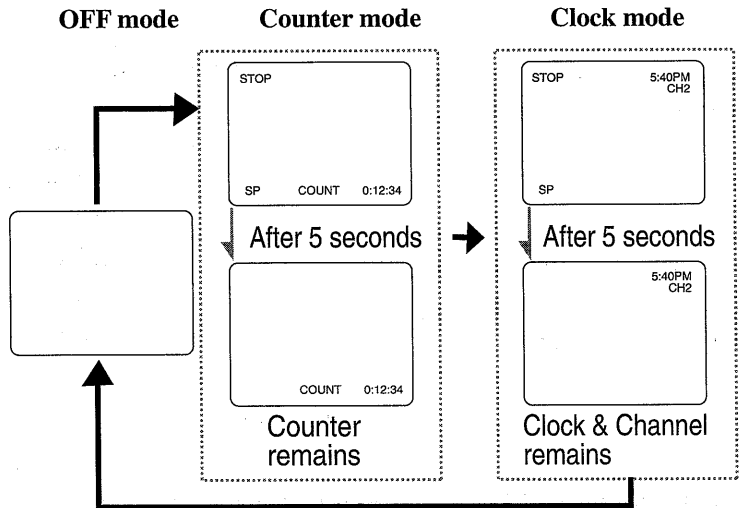 OFF mode
Counter mode
Clock mode
STOP
SP COUNT 0:12:34
After 5 seconds
COUNT 0:12:34
Counter
remains
STOP 5:40PM
CH2
SP
After 5 seconds
5:40PM
CH2
Clock & Channel
remains